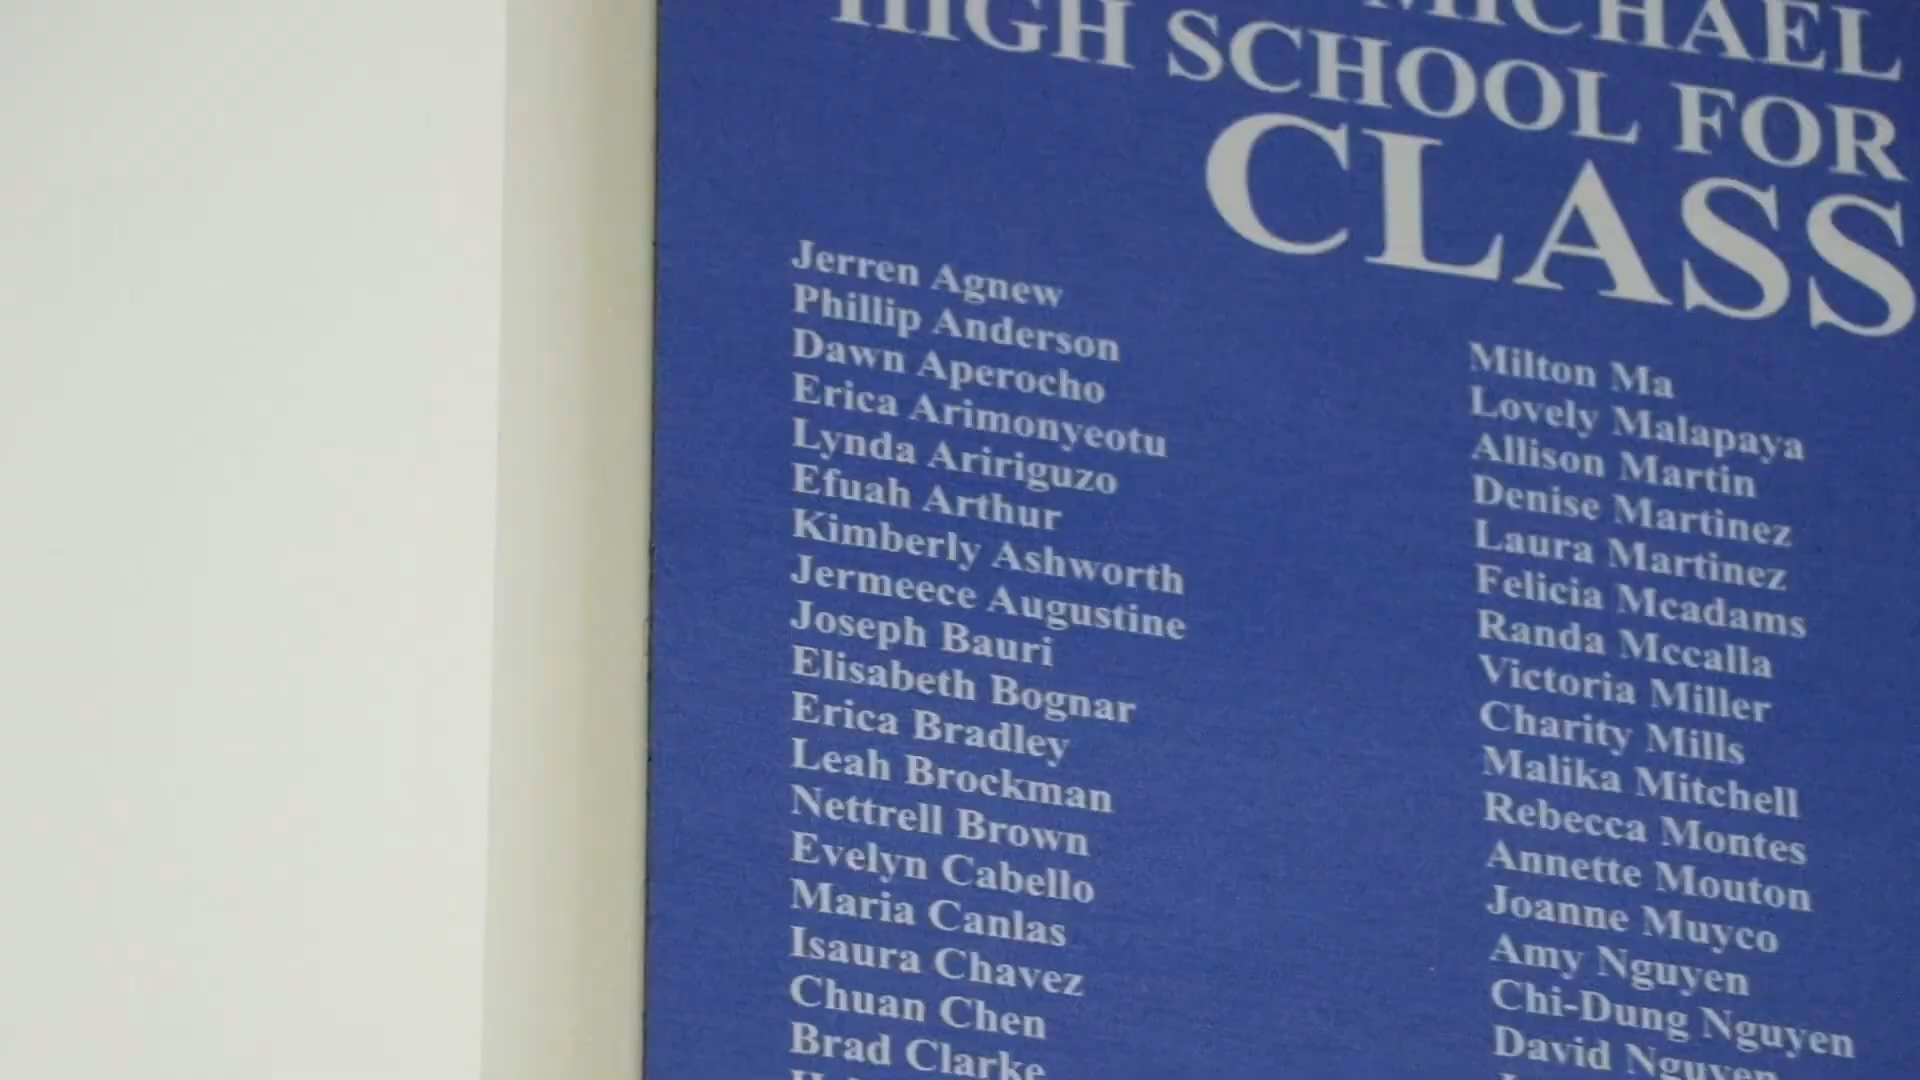 MICHAEL
HIGH SCHOOL FOR
CLASS
Jerren Agnew
Phillip Anderson
Dawn Aperocho
Erica Arimonyeotu
Lynda Aririguzo
Efuah Arthur
Kimberly Ashworth
Jermeece Augustine
Joseph Bauri
Elisabeth Bognar
Erica Bradley
Leah Brockman
Nettrell Brown
Evelyn Cabello
Maria Canlas
Isaura Chavez
Chuan Chen
Brad Clarke
Milton Ma
Lovely Malapaya
Allison Martin
Denise Martinez
Laura Martinez
Felicia Mcadams
Randa Mccalla
Victoria Miller
Charity Mills
Malika Mitchell
Rebecca Montes
Annette Mouton
Joanne Muyco
Amy Nguyen
Chi-Dung Nguyen
David Nguyen